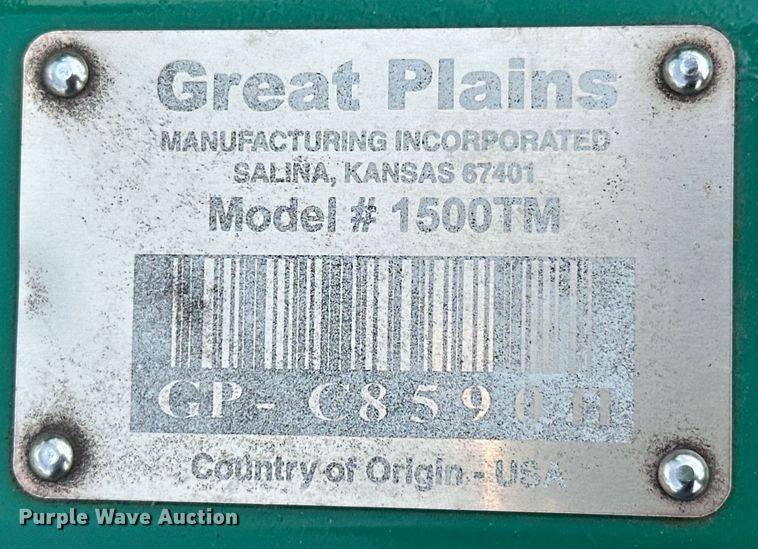 Great Plains
MANUFACTURING INCORPORATED
SALINA, KANSAS 67401
Model # 1500TM
GP- C8590H
Country of Origin - USA
Purple Wave Auction